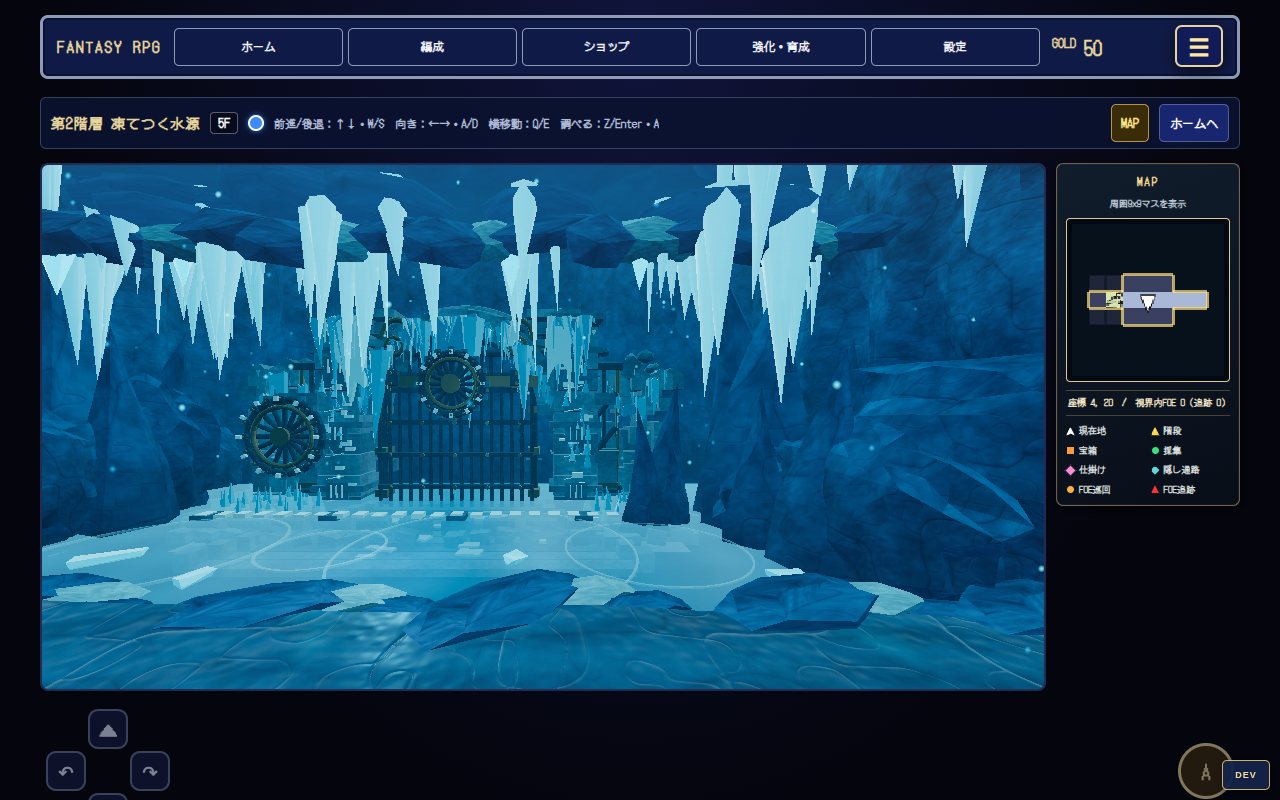 FANTASY RPG
ホーム
編成
ショップ
強化・育成
設定
GOLD 50
第2階層 凍てつく水源
5F
前進/後退：↑↓・W/S 向き：←→・A/D 横移動：Q/E 調べる：Z/Enter・A
MAP
ホームへ
MAP
周囲9x9マスを表示
座標 4, 20 / 視界内FOE 0 (追跡 0)
現在地
階段
宝箱
採集
仕掛け
隠し通路
FOE巡回
FOE追跡
A
DEV